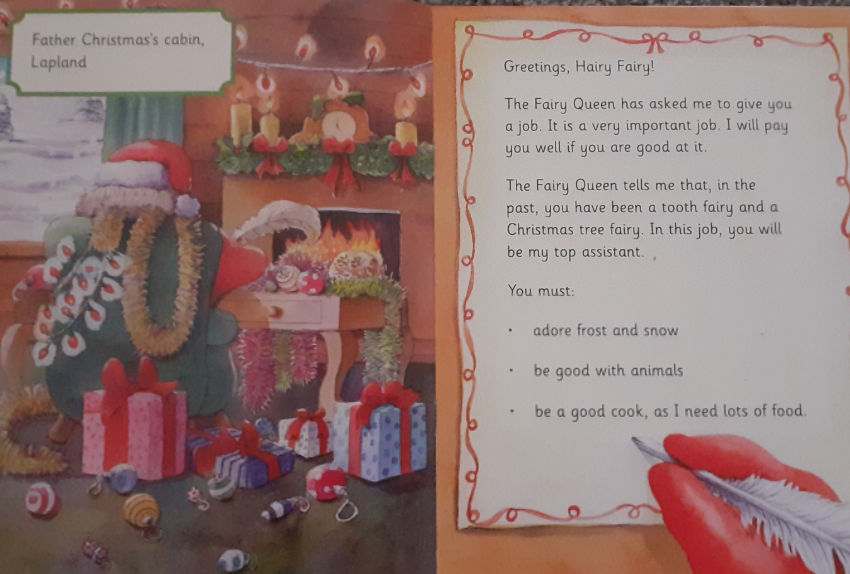 Father Christmas's cabin,
Lapland
Greetings, Hairy Fairy!
The Fairy Queen has asked me to give you
a job. It is a very important job. I will pay
you well if you are good at it.
The Fairy Queen tells me that, in the
past, you have been a tooth fairy and a
Christmas tree fairy. In this job, you will
be my top assistant.
You must:
• adore frost and snow
• be good with animals
• be a good cook, as I need lots of food.